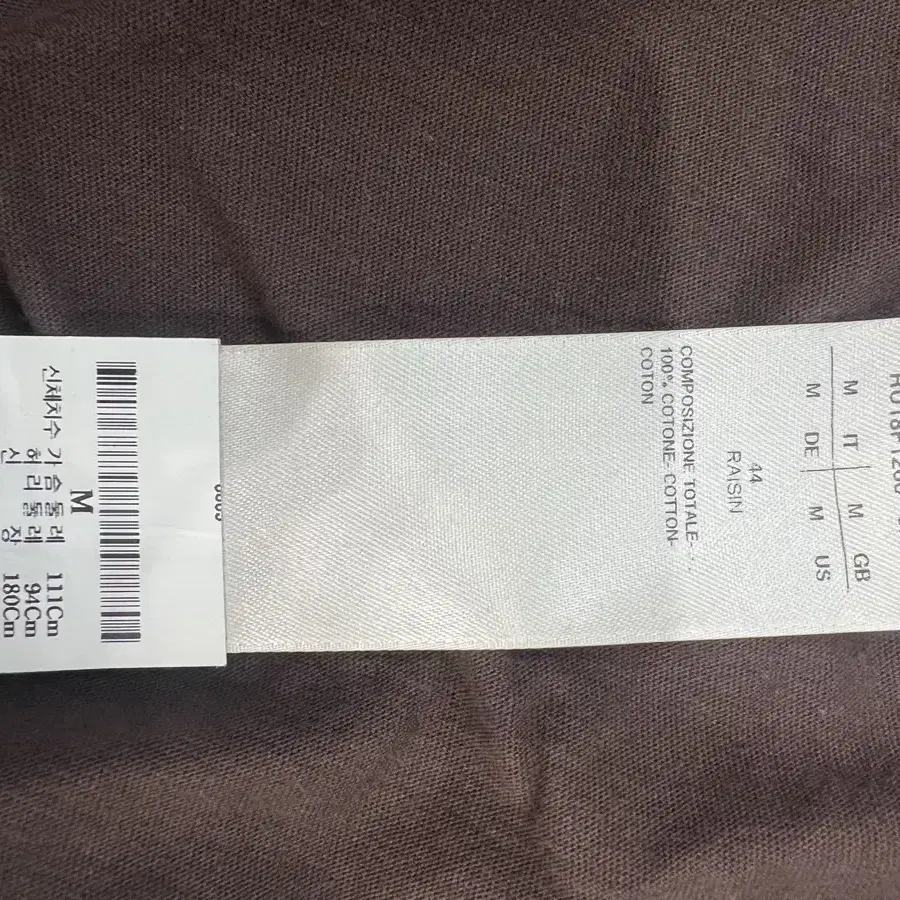 M IT M GB
M DE M US
44
RAISIN
COMPOSIZIONE TOTALE-
100% COTONE- COTTON-
COTON
M
신체치수 가슴둘레 111Cm
허리둘레 94Cm
신 장 180Cm